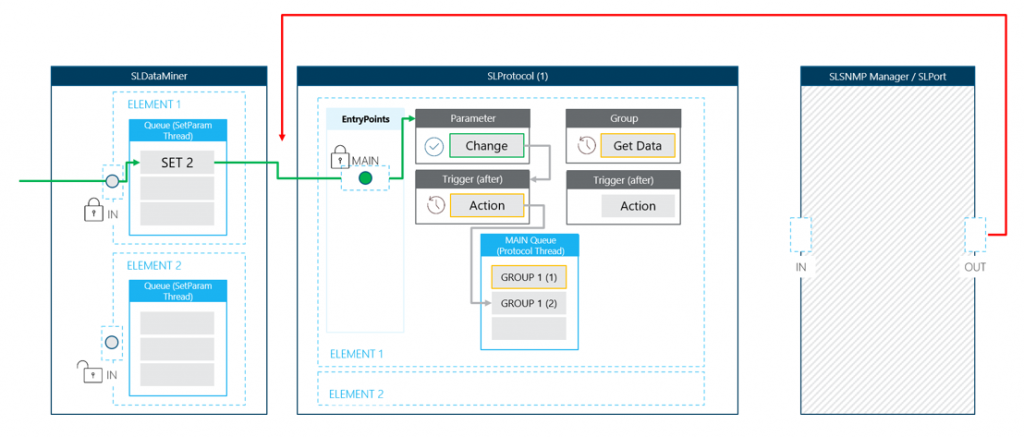 SLDataMiner
ELEMENT 1
Queue (SetParam
Thread)
SET 2
IN
ELEMENT 2
Queue (SetParam
Thread)
IN
SLProtocol (1)
EntryPoints
MAIN
Parameter
Change
Group
Get Data
Trigger (after)
Action
Trigger (after)
Action
MAIN Queue
(Protocol Thread)
GROUP 1 (1)
GROUP 1 (2)
ELEMENT 1
ELEMENT 2
SLSNMP Manager / SLPort
IN
OUT